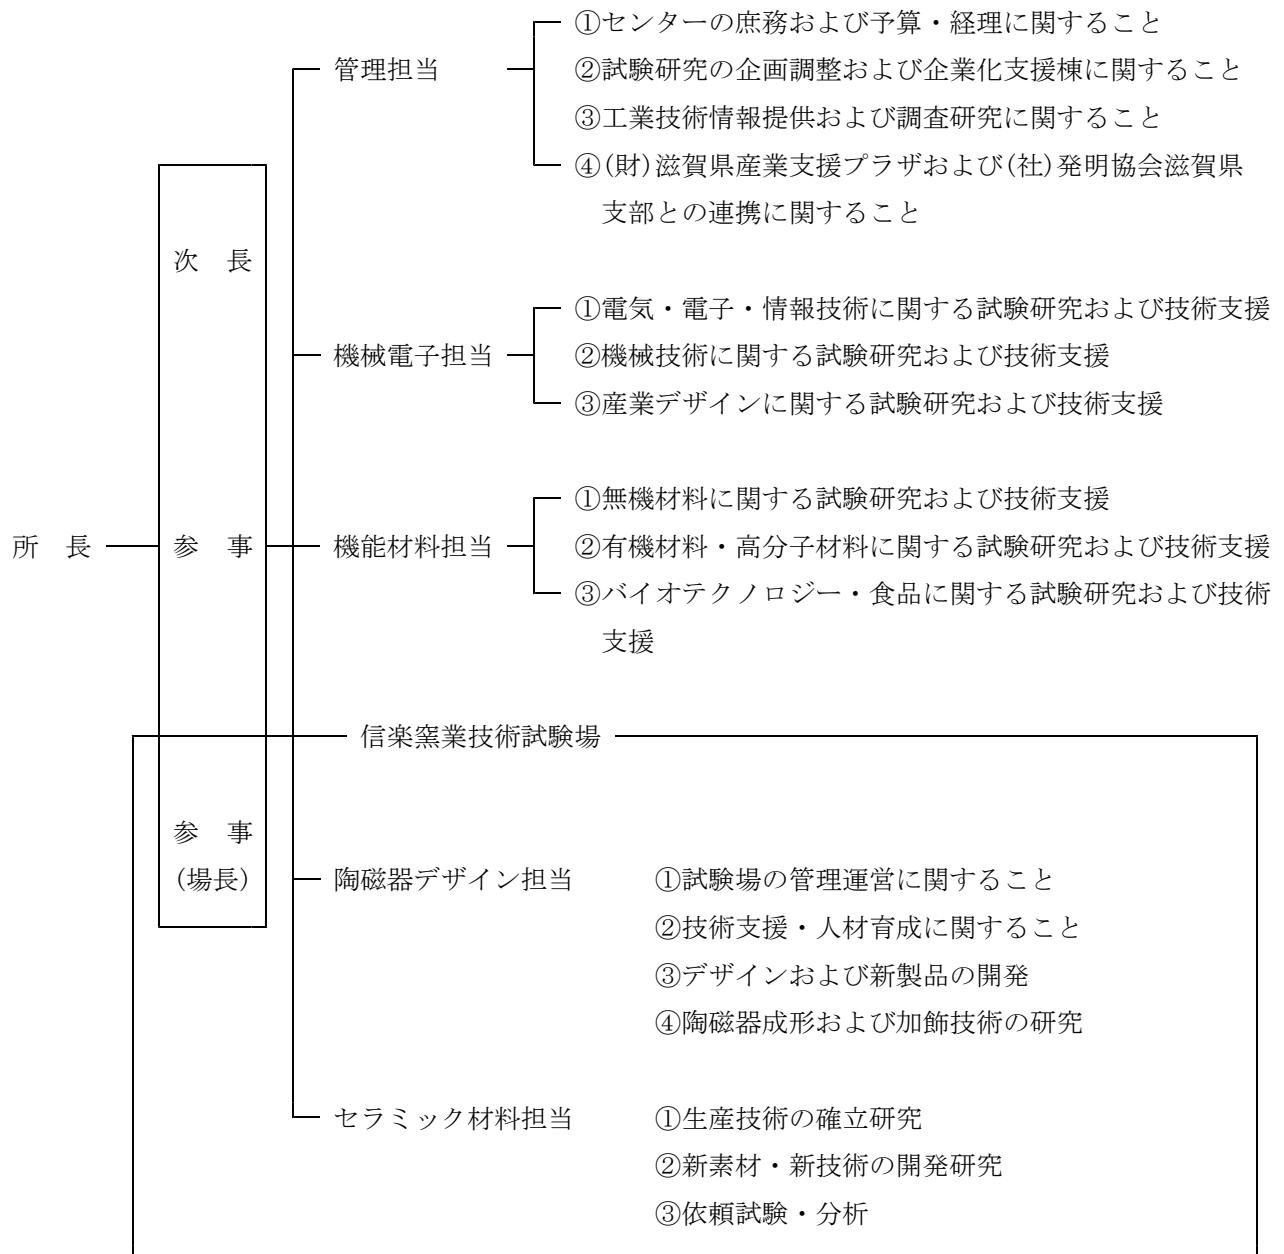 ①センターの庶務および予算・経理に関すること
管理担当
②試験研究の企画調整および企業化支援棟に関すること
③工業技術情報提供および調査研究に関すること
④(財)滋賀県産業支援プラザおよび(社)発明協会滋賀県
支部との連携に関すること
次 長
①電気・電子・情報技術に関する試験研究および技術支援
機械電子担当
②機械技術に関する試験研究および技術支援
③産業デザインに関する試験研究および技術支援
①無機材料に関する試験研究および技術支援
所 長
参 事
機能材料担当
②有機材料・高分子材料に関する試験研究および技術支援
③バイオテクノロジー・食品に関する試験研究および技術
支援
信楽窯業技術試験場
参 事
(場長)
陶磁器デザイン担当
①試験場の管理運営に関すること
②技術支援・人材育成に関すること
③デザインおよび新製品の開発
④陶磁器成形および加飾技術の研究
セラミック材料担当
①生産技術の確立研究
②新素材・新技術の開発研究
③依頼試験・分析